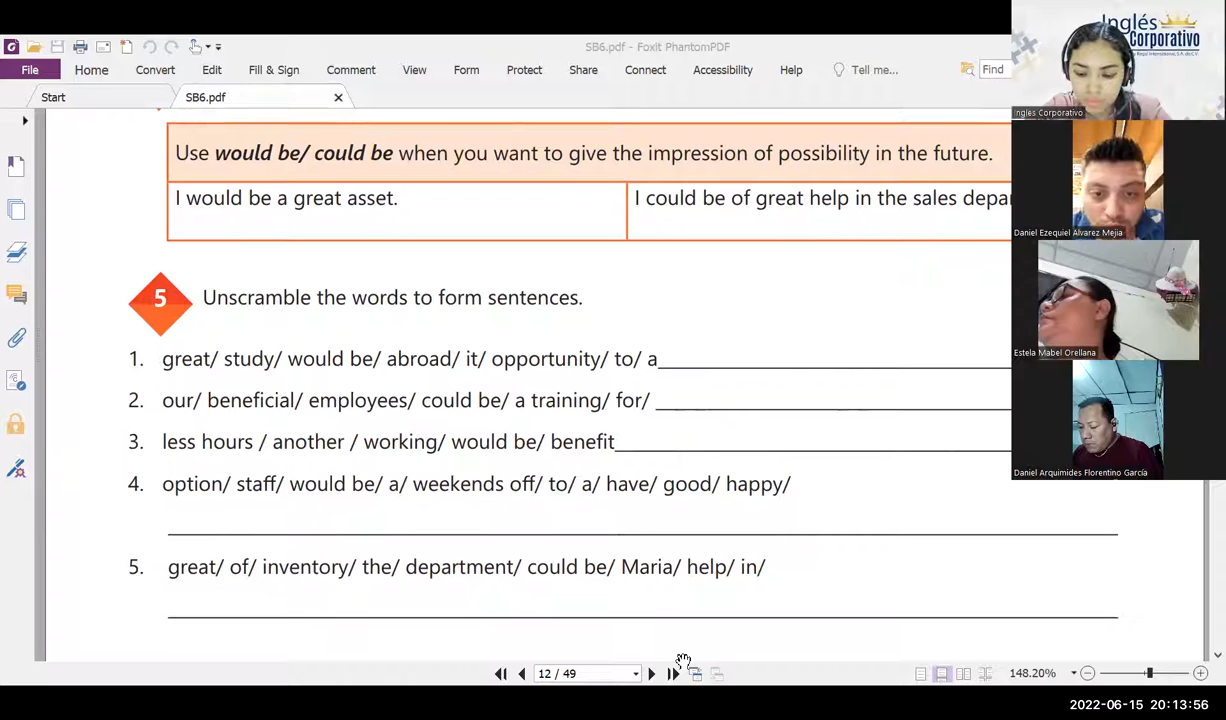 SB6.pdf - Foxit PhantomPDF
File Home Convert Edit Fill & Sign Comment View Form Protect Share Connect Accessibility Help Tell me... Find
Start SB6.pdf
Use would be/ could be when you want to give the impression of possibility in the future.
I would be a great asset.
I could be of great help in the sales depar
5 Unscramble the words to form sentences.
1. great/ study/ would be/ abroad/ it/ opportunity/ to/ a
2. our/ beneficial/ employees/ could be/ a training/ for/
3. less hours / another / working/ would be/ benefit
4. option/ staff/ would be/ a/ weekends off/ to/ a/ have/ good/ happy/
5. great/ of/ inventory/ the/ department/ could be/ Maria/ help/ in/
12 / 49
148.20%
Inglés
Corporativo
Ingles Corporativo
Daniel Ezequiel Alvarez Mejia
Estela Mabel Orellana
Daniel Arquimides Florentino García
2022-06-15 20:13:56